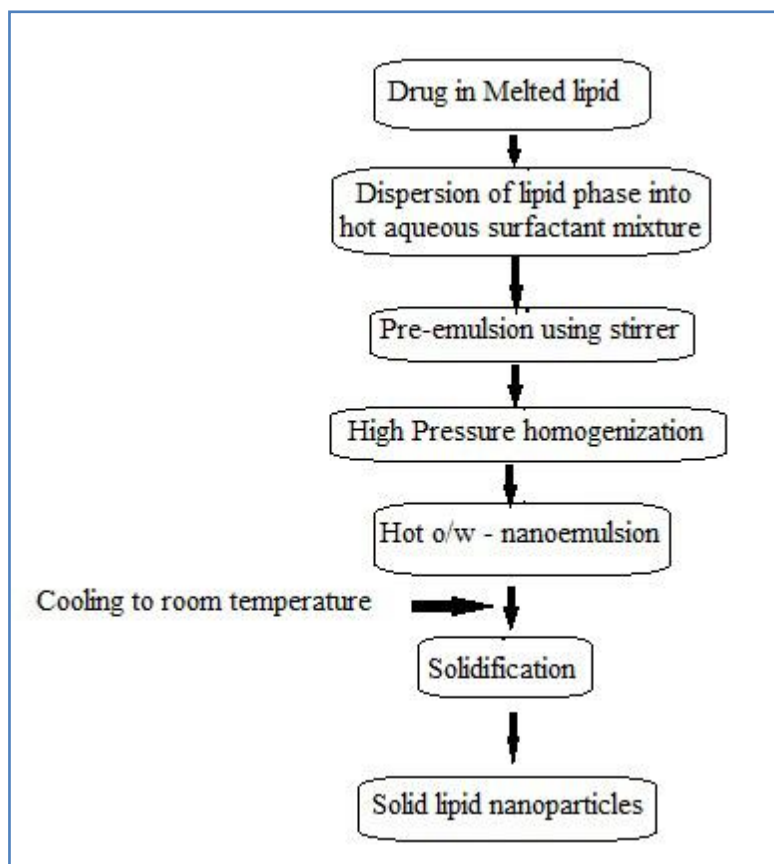 Drug in Melted lipid
Dispersion of lipid phase into
hot aqueous surfactant mixture
Pre-emulsion using stirrer
High Pressure homogenization
Hot o/w - nanoemulsion
Cooling to room temperature
Solidification
Solid lipid nanoparticles